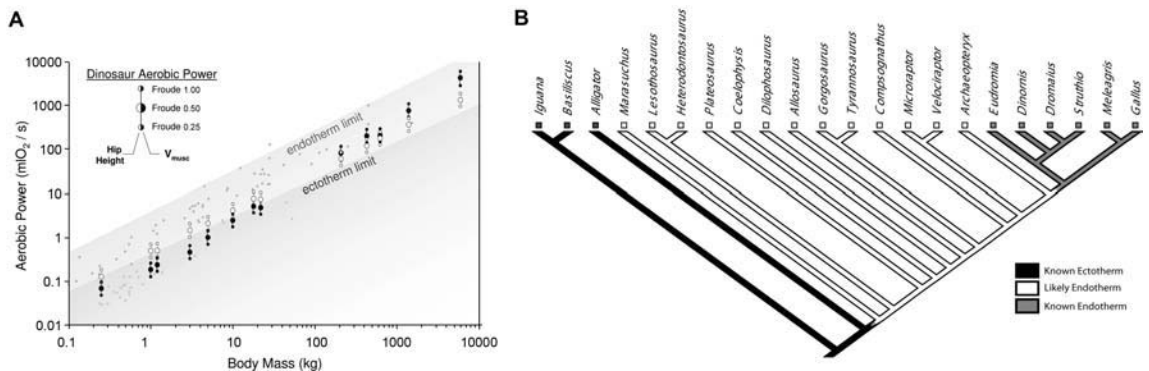 A
Aerobic Power (mlO2 / s)
10000
1000
100
10
1
0.1
0.01
0.1
1
10
100
1000
10000
Body Mass (kg)
Dinosaur Aerobic Power
Froude 1.00
Froude 0.50
Froude 0.25
Hip
Height
Vmusc
endotherm limit
ectotherm limit
B
Iguana
Basiliscus
Alligator
Marasuchus
Lesothosaurus
Heterodontosaurus
Plateosaurus
Coelophysis
Dilophosaurus
Allosaurus
Gorgosaurus
Tyrannosaurus
Compsognathus
Microraptor
Velociraptor
Archaeopteryx
Eudromia
Dinornis
Dromaius
Struthio
Meleagris
Gallus
Known Ectotherm
Likely Endotherm
Known Endotherm